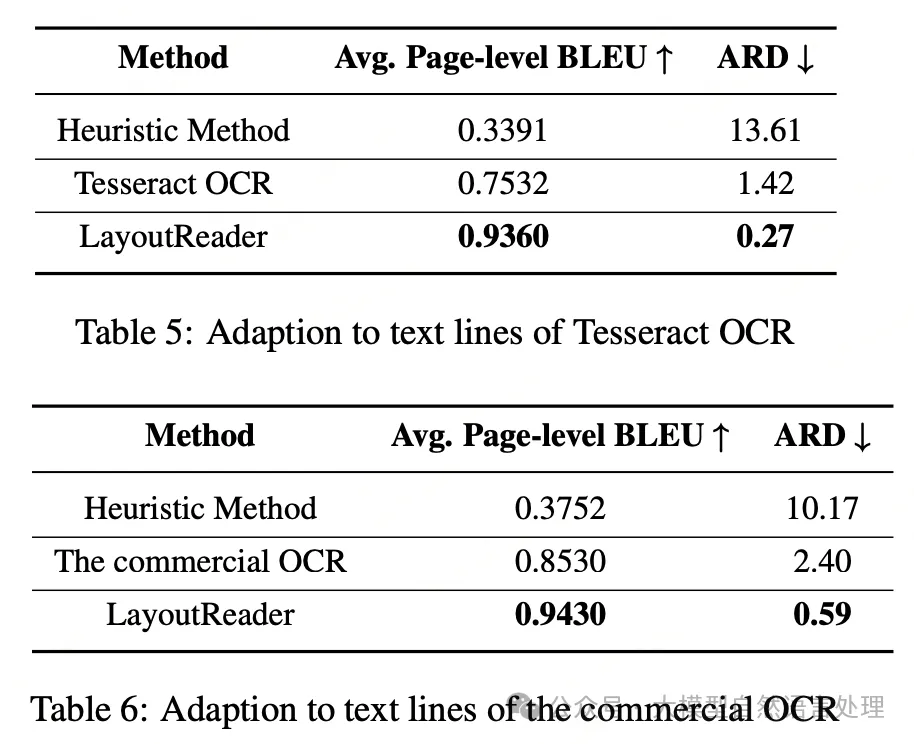 Method Avg. Page-level BLEU ↑ ARD ↓
Heuristic Method 0.3391 13.61
Tesseract OCR 0.7532 1.42
LayoutReader 0.9360 0.27
Table 5: Adaption to text lines of Tesseract OCR
Method Avg. Page-level BLEU ↑ ARD ↓
Heuristic Method 0.3752 10.17
The commercial OCR 0.8530 2.40
LayoutReader 0.9430 0.59
Table 6: Adaption to text lines of the commercial OCR
公众号 · 大模型自然语言处理